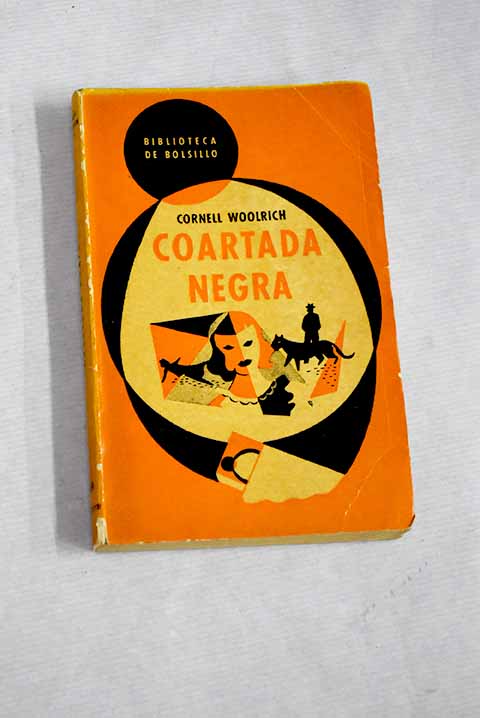 BIBLIOTECA
DE BOLSILLO
CORNELL WOOLRICH
COARTADA
NEGRA